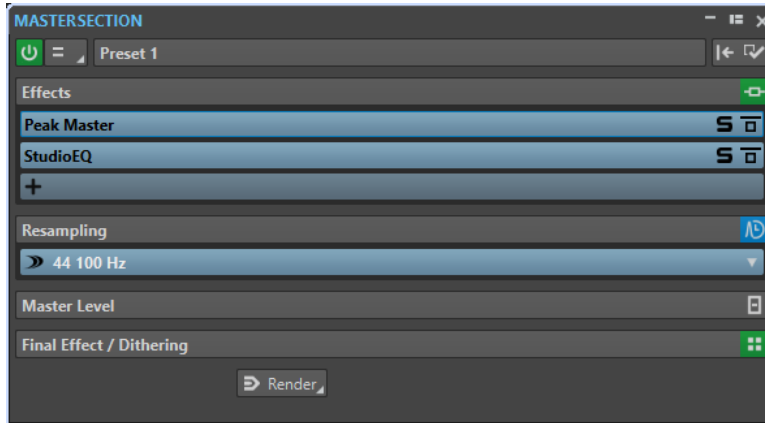 MASTERSECTION
Preset 1
Effects
Peak Master S
StudioEQ S
Resampling
44 100 Hz
Master Level
Final Effect / Dithering
Render